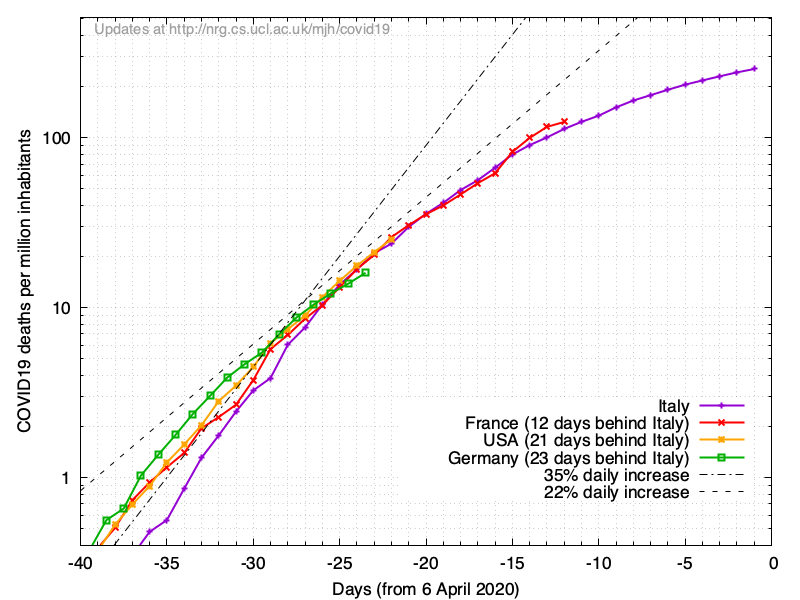 Updates at http://nrg.cs.ucl.ac.uk/mjh/covid19
COVID19 deaths per million inhabitants
100
10
1
Italy
France (12 days behind Italy)
USA (21 days behind Italy)
Germany (23 days behind Italy)
35% daily increase
22% daily increase
-40 -35 -30 -25 -20 -15 -10 -5 0
Days (from 6 April 2020)